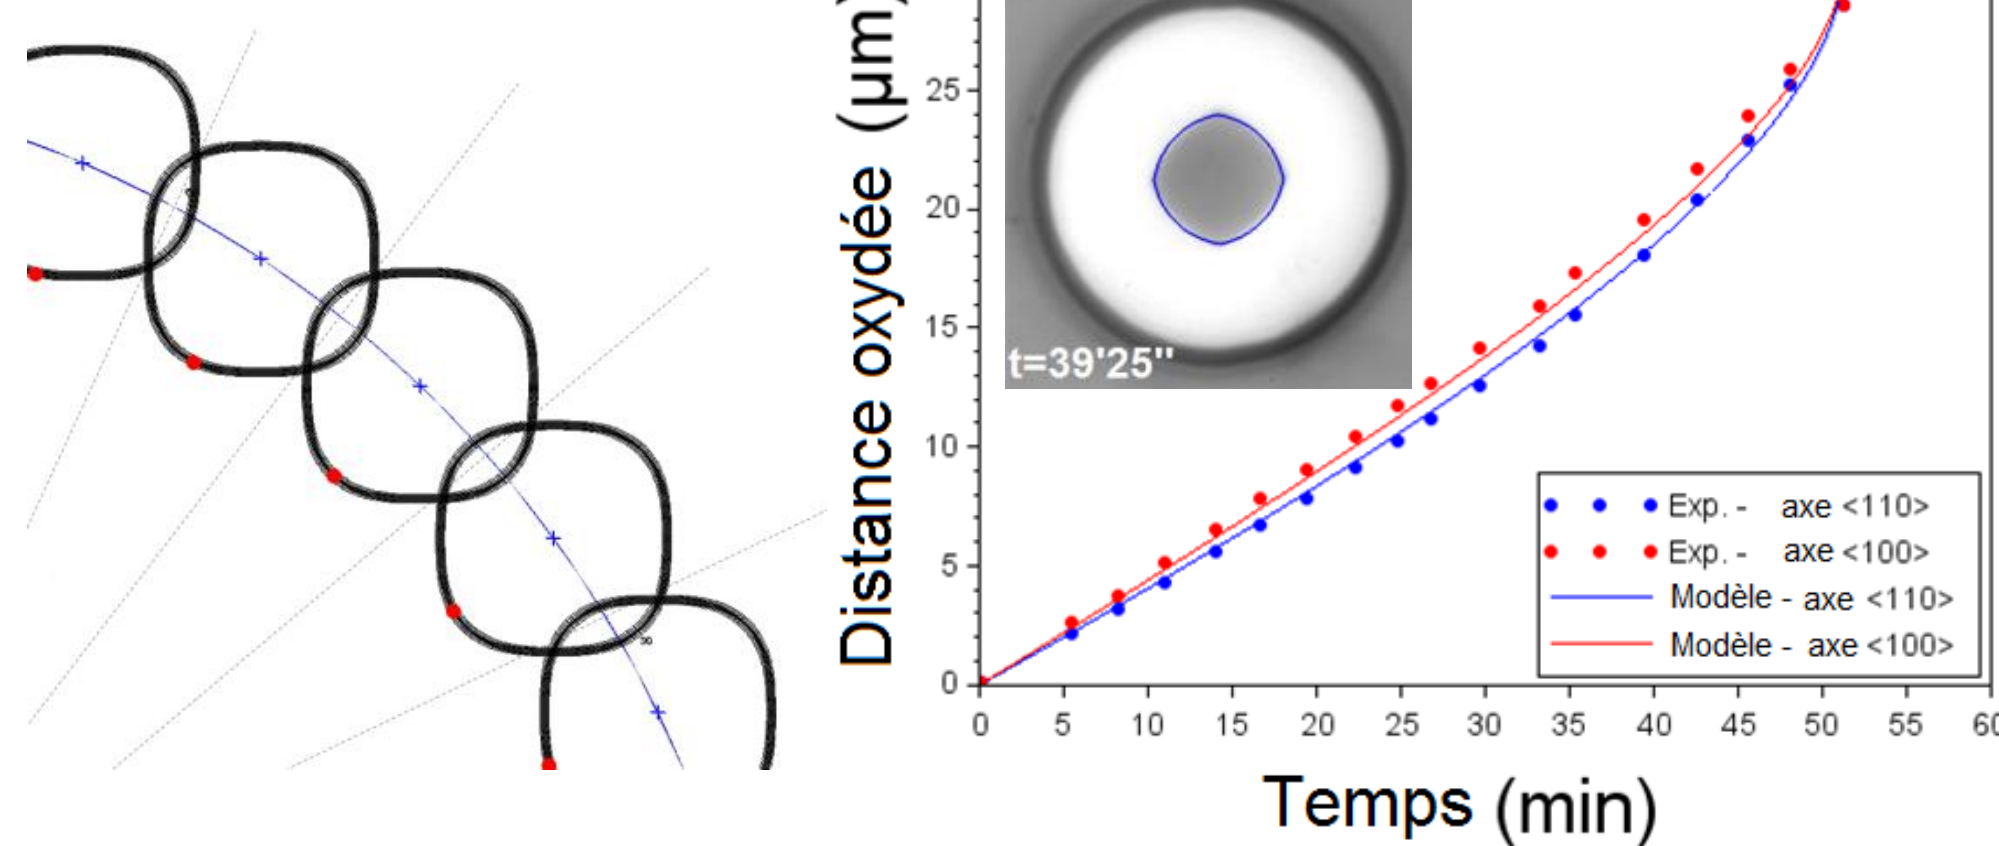 Distance oxydée (µm)
25
20
15
10
5
0
t=39'25"
Exp. - axe <110>
Exp. - axe <100>
Modèle - axe <110>
Modèle - axe <100>
0 5 10 15 20 25 30 35 40 45 50 55 60
Temps (min)